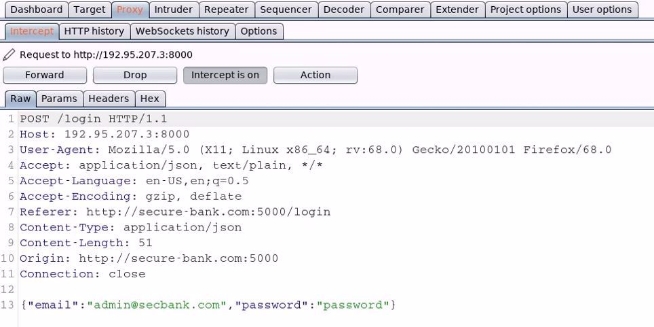 Dashboard Target Proxy Intruder Repeater Sequencer Decoder Comparer Extender Project options User options
Intercept HTTP history WebSockets history Options
Request to http://192.95.207.3:8000
Forward Drop Intercept is on Action
Raw Params Headers Hex
1 POST /login HTTP/1.1
2 Host: 192.95.207.3:8000
3 User-Agent: Mozilla/5.0 (X11; Linux x86_64; rv:68.0) Gecko/20100101 Firefox/68.0
4 Accept: application/json, text/plain, */*
5 Accept-Language: en-US,en;q=0.5
6 Accept-Encoding: gzip, deflate
7 Referer: http://secure-bank.com:5000/login
8 Content-Type: application/json
9 Content-Length: 51
10 Origin: http://secure-bank.com:5000
11 Connection: close
12
13 {"email":"admin@secbank.com","password":"password"}